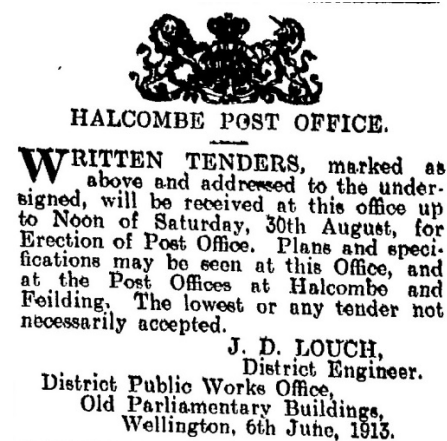 HALCOMBE POST OFFICE.
WRITTEN TENDERS, marked as
above and addressed to the under-
signed, will be received at this office up
to Noon of Saturday, 30th August, for
Erection of Post Office. Plans and speci-
fications may be seen at this Office, and
at the Post Offices at Halcombe and
Feilding. The lowest or any tender not
necessarily accepted.
J. D. LOUCH,
District Engineer.
District Public Works Office,
Old Parliamentary Buildings,
Wellington, 6th June, 1913.